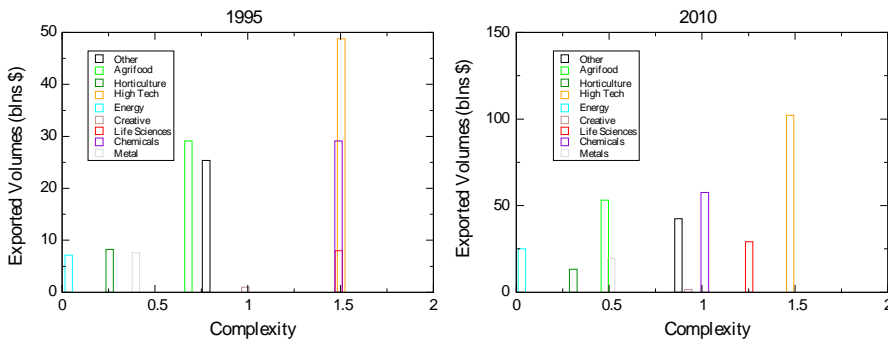 1995
Exported Volumes (blns $)
50
40
30
20
10
0
Other
Agrifood
Horticulture
High Tech
Energy
Creative
Life Sciences
Chemicals
Metal
0
0.5
1
1.5
2
Complexity
2010
Exported Volumes (blns $)
150
100
50
0
Other
Agrifood
Horticulture
High Tech
Energy
Creative
Life Sciences
Chemicals
Metals
0
0.5
1
1.5
2
Complexity